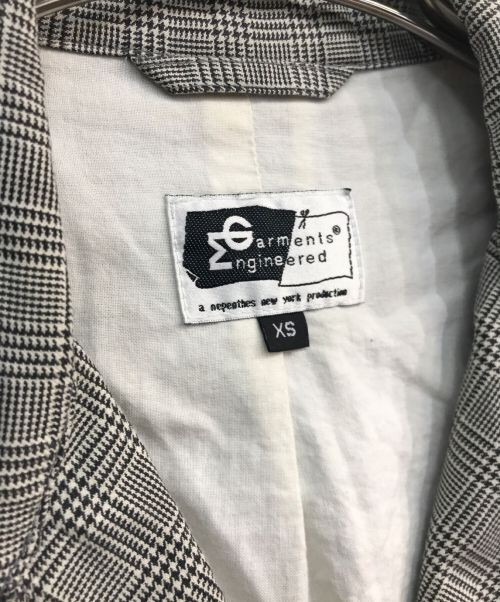 Garments®
Engineered
a nepenthes new york production
XS